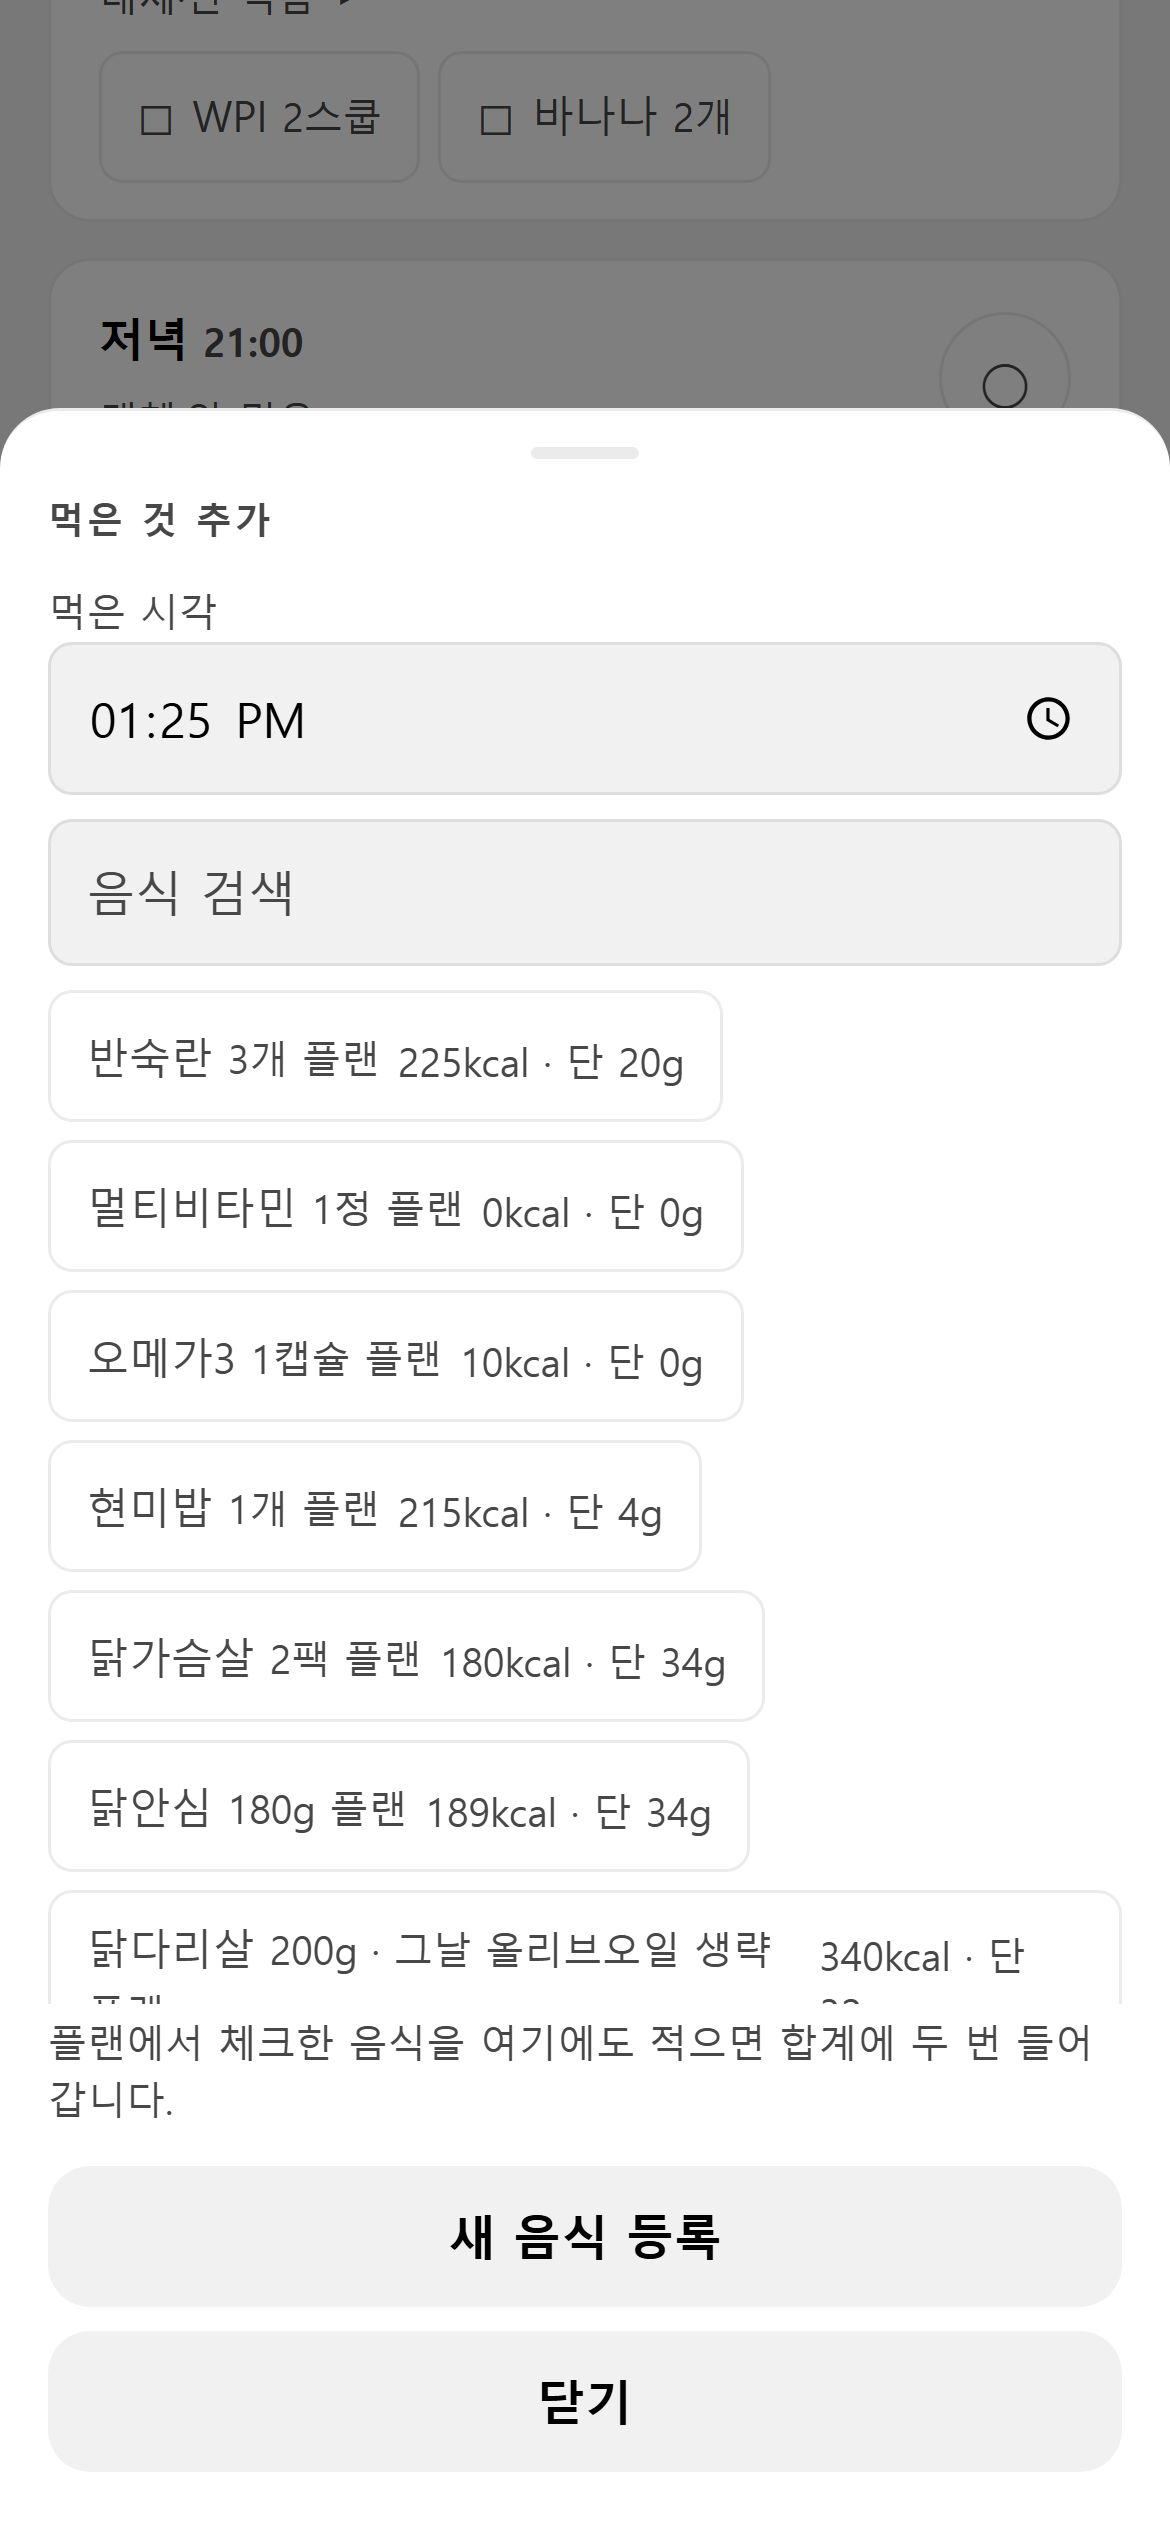 □ WPI 2스쿱
□ 바나나 2개
저녁 21:00
먹은 것 추가
먹은 시각
01:25 PM
음식 검색
반숙란 3개 플랜 225kcal · 단 20g
멀티비타민 1정 플랜 0kcal · 단 0g
오메가3 1캡슐 플랜 10kcal · 단 0g
현미밥 1개 플랜 215kcal · 단 4g
닭가슴살 2팩 플랜 180kcal · 단 34g
닭안심 180g 플랜 189kcal · 단 34g
닭다리살 200g · 그날 올리브오일 생략 340kcal · 단
플랜에서 체크한 음식을 여기에도 적으면 합계에 두 번 들어
갑니다.
새 음식 등록
닫기